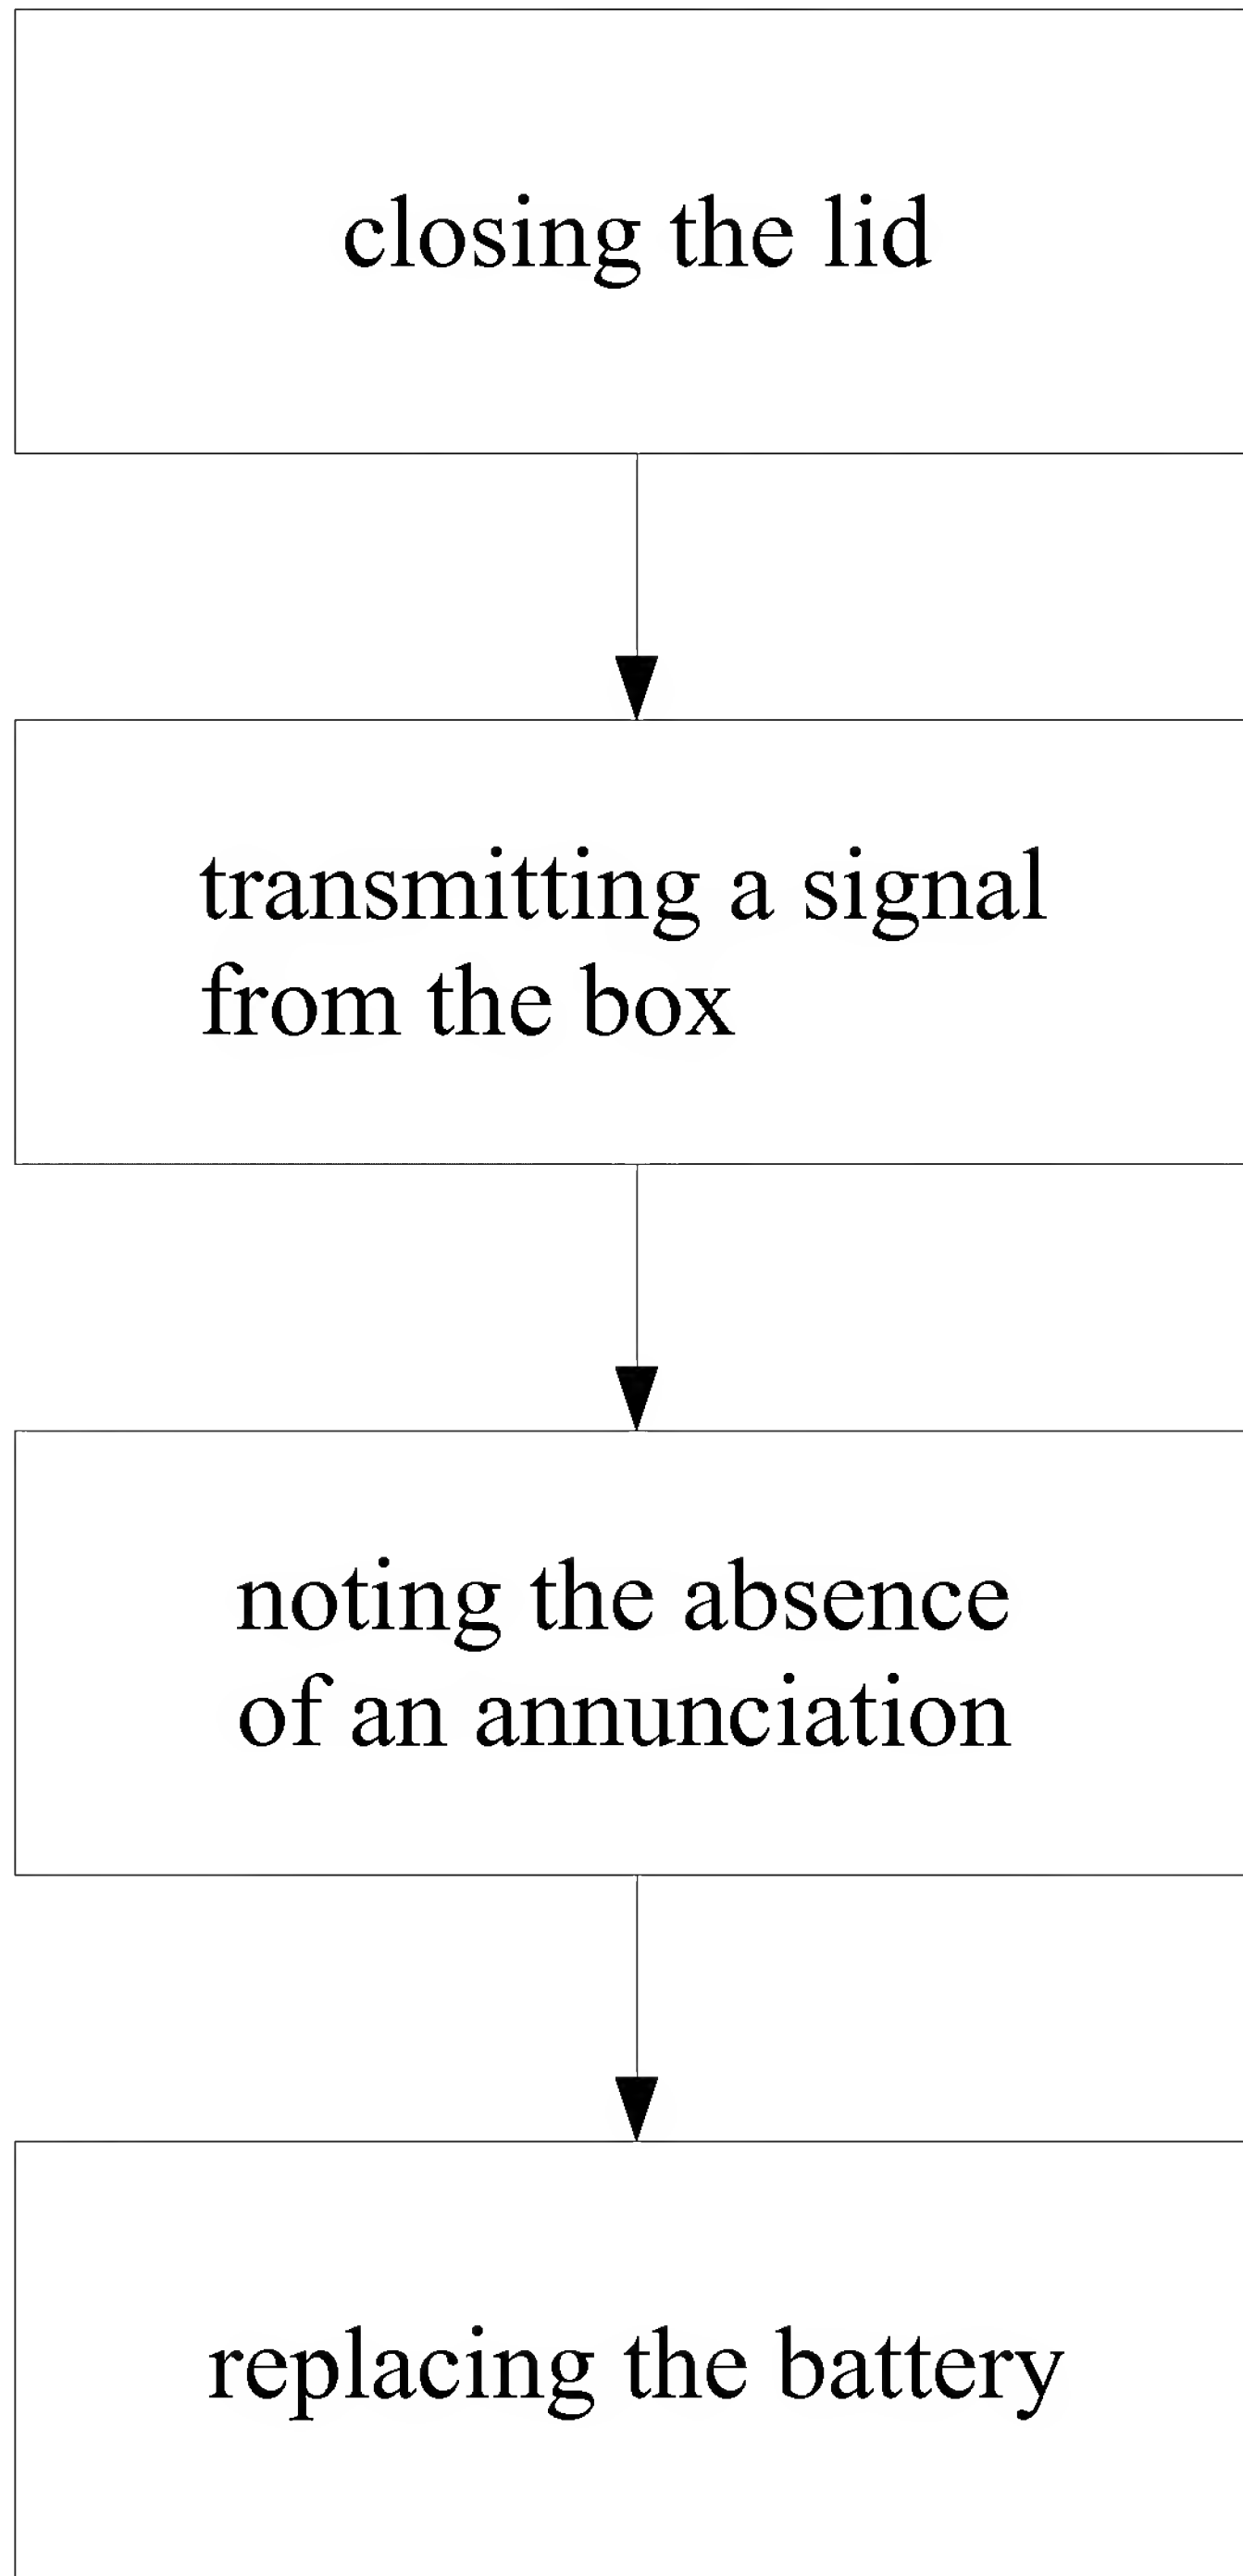 closing the lid
transmitting a signal
from the box
noting the absence
of an annunciation
replacing the battery